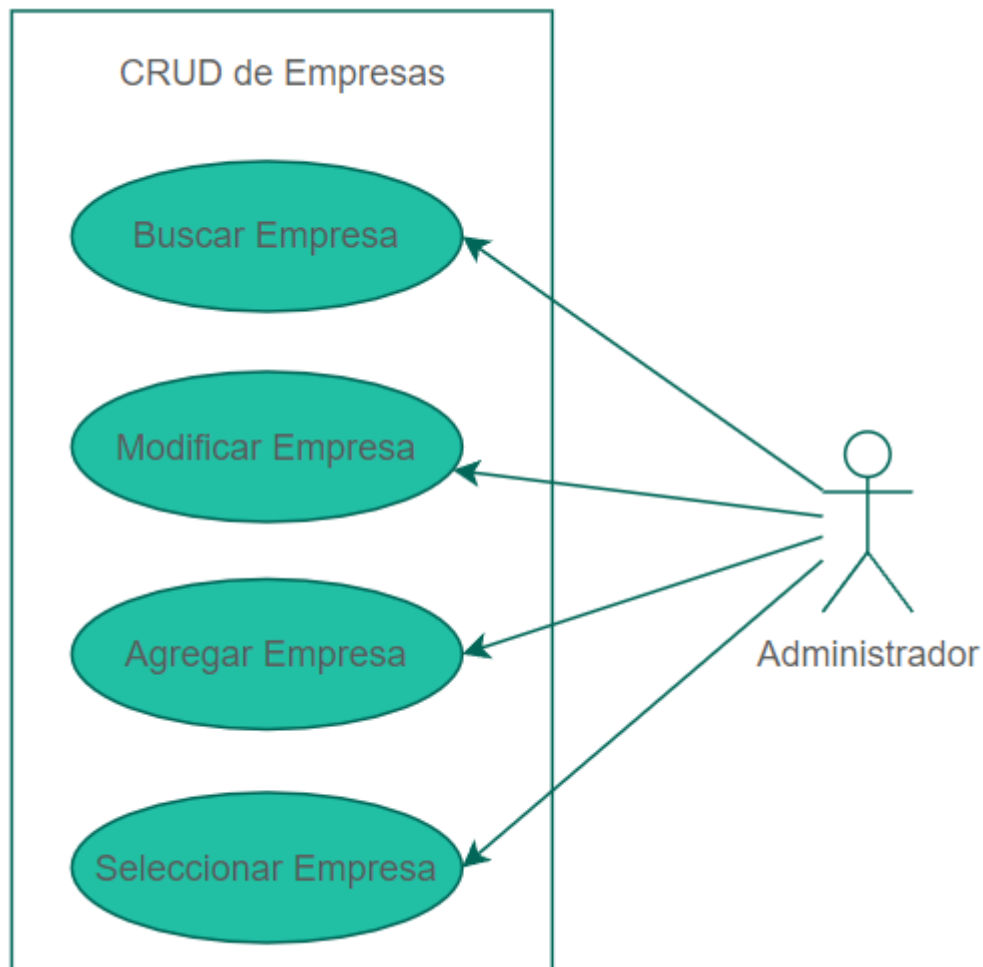 CRUD de Empresas
Buscar Empresa
Modificar Empresa
Agregar Empresa
Seleccionar Empresa
Administrador